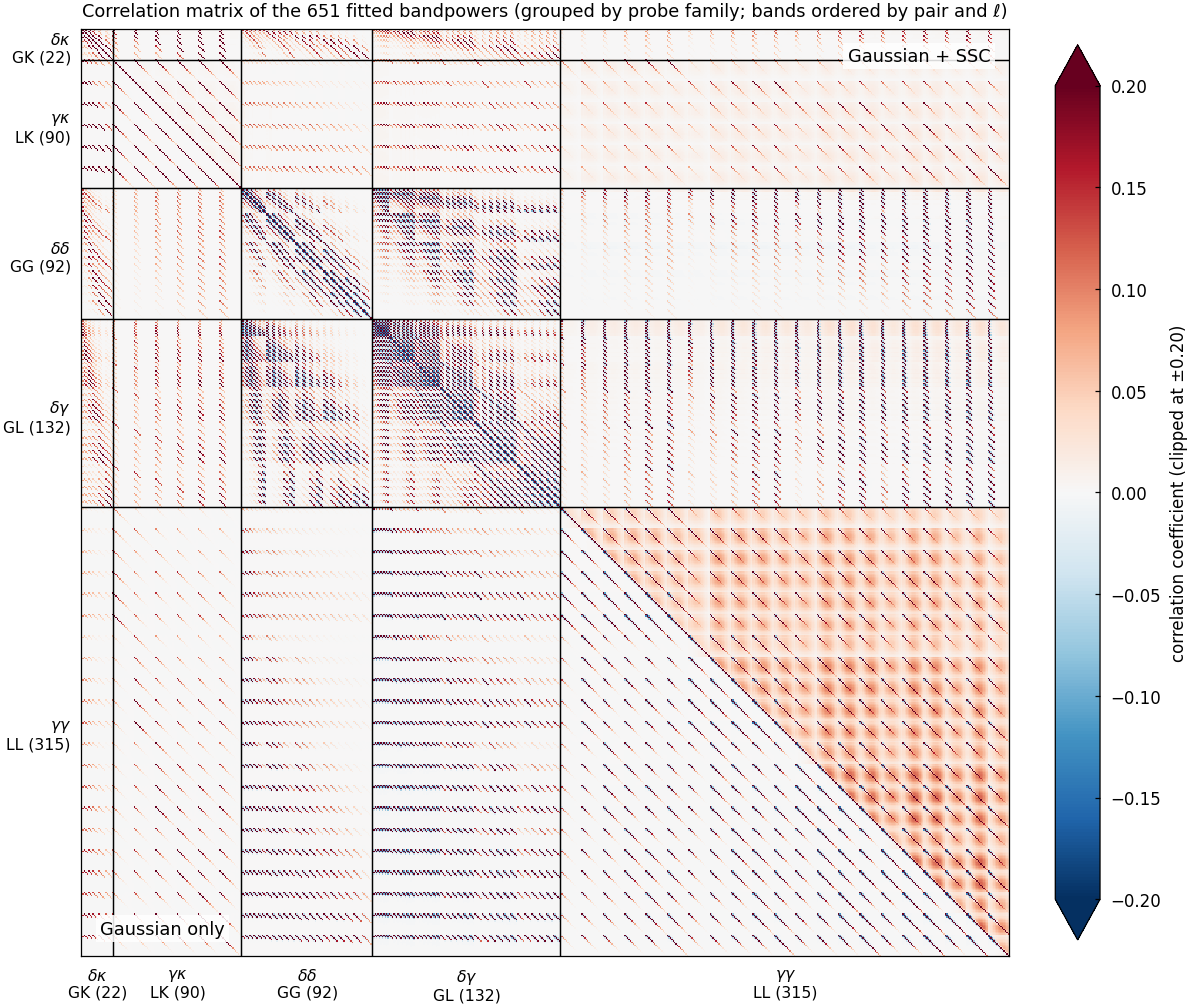 Correlation matrix of the 651 fitted bandpowers (grouped by probe family; bands ordered by pair and ℓ)
δκ
GK (22)
γκ
LK (90)
δδ
GG (92)
δγ
GL (132)
γγ
LL (315)
Gaussian + SSC
Gaussian only
δκ
GK (22)
γκ
LK (90)
δδ
GG (92)
δγ
GL (132)
γγ
LL (315)
0.20
0.15
0.10
0.05
0.00
−0.05
−0.10
−0.15
−0.20
correlation coefficient (clipped at ±0.20)